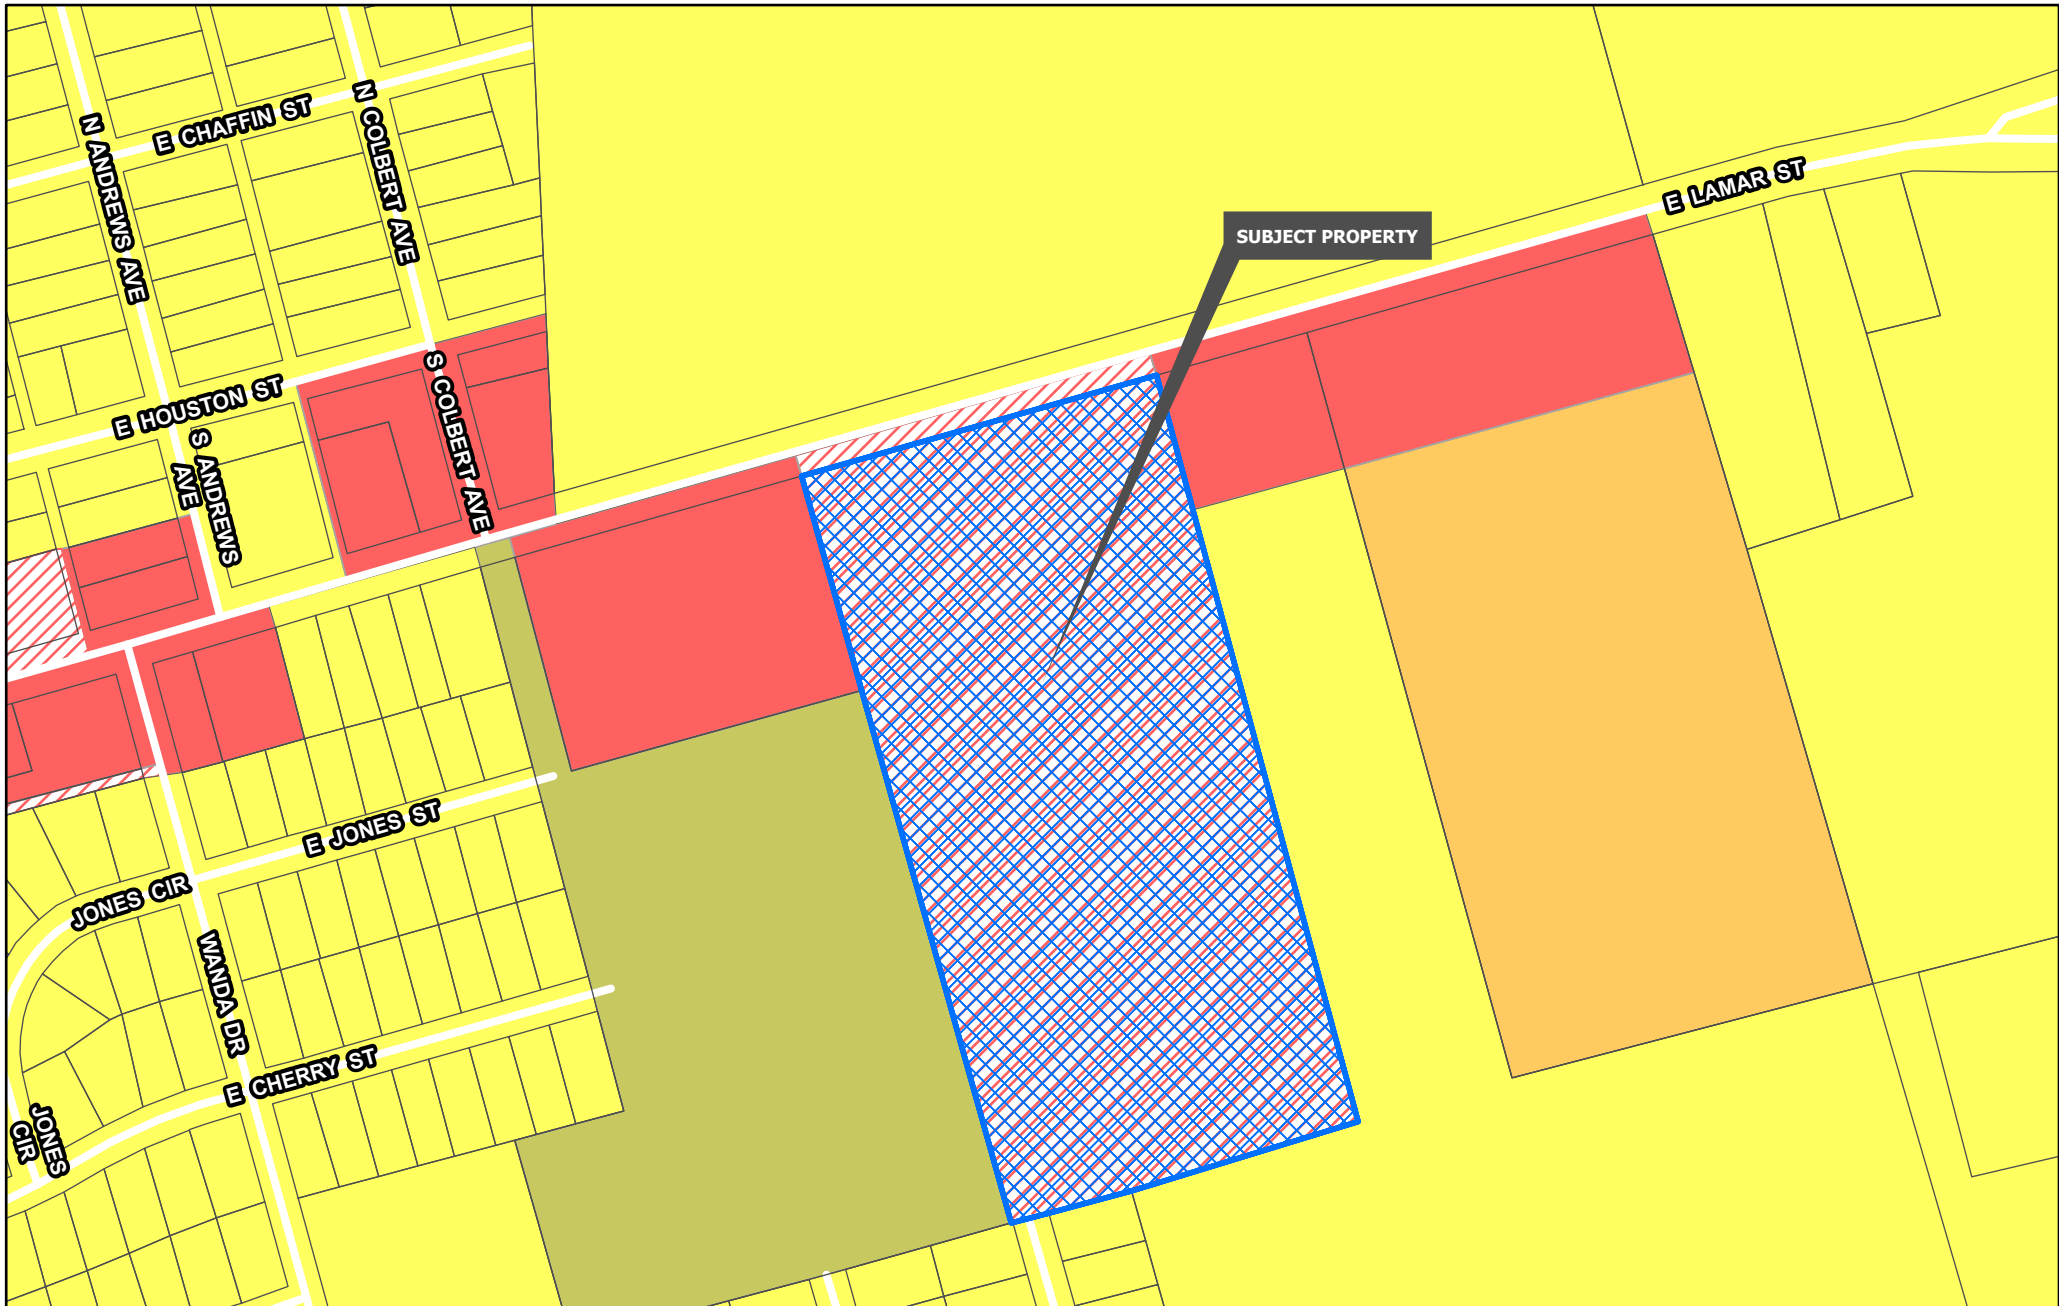 N COLBERT AVE
E CHAFFIN ST
N ANDREWS AVE
E LAMAR ST
SUBJECT PROPERTY
E HOUSTON ST
S COLBERT AVE
S ANDREWS
AVE
E JONES ST
JONES CIR
WANDA DR
E CHERRY ST
JONES
CIR